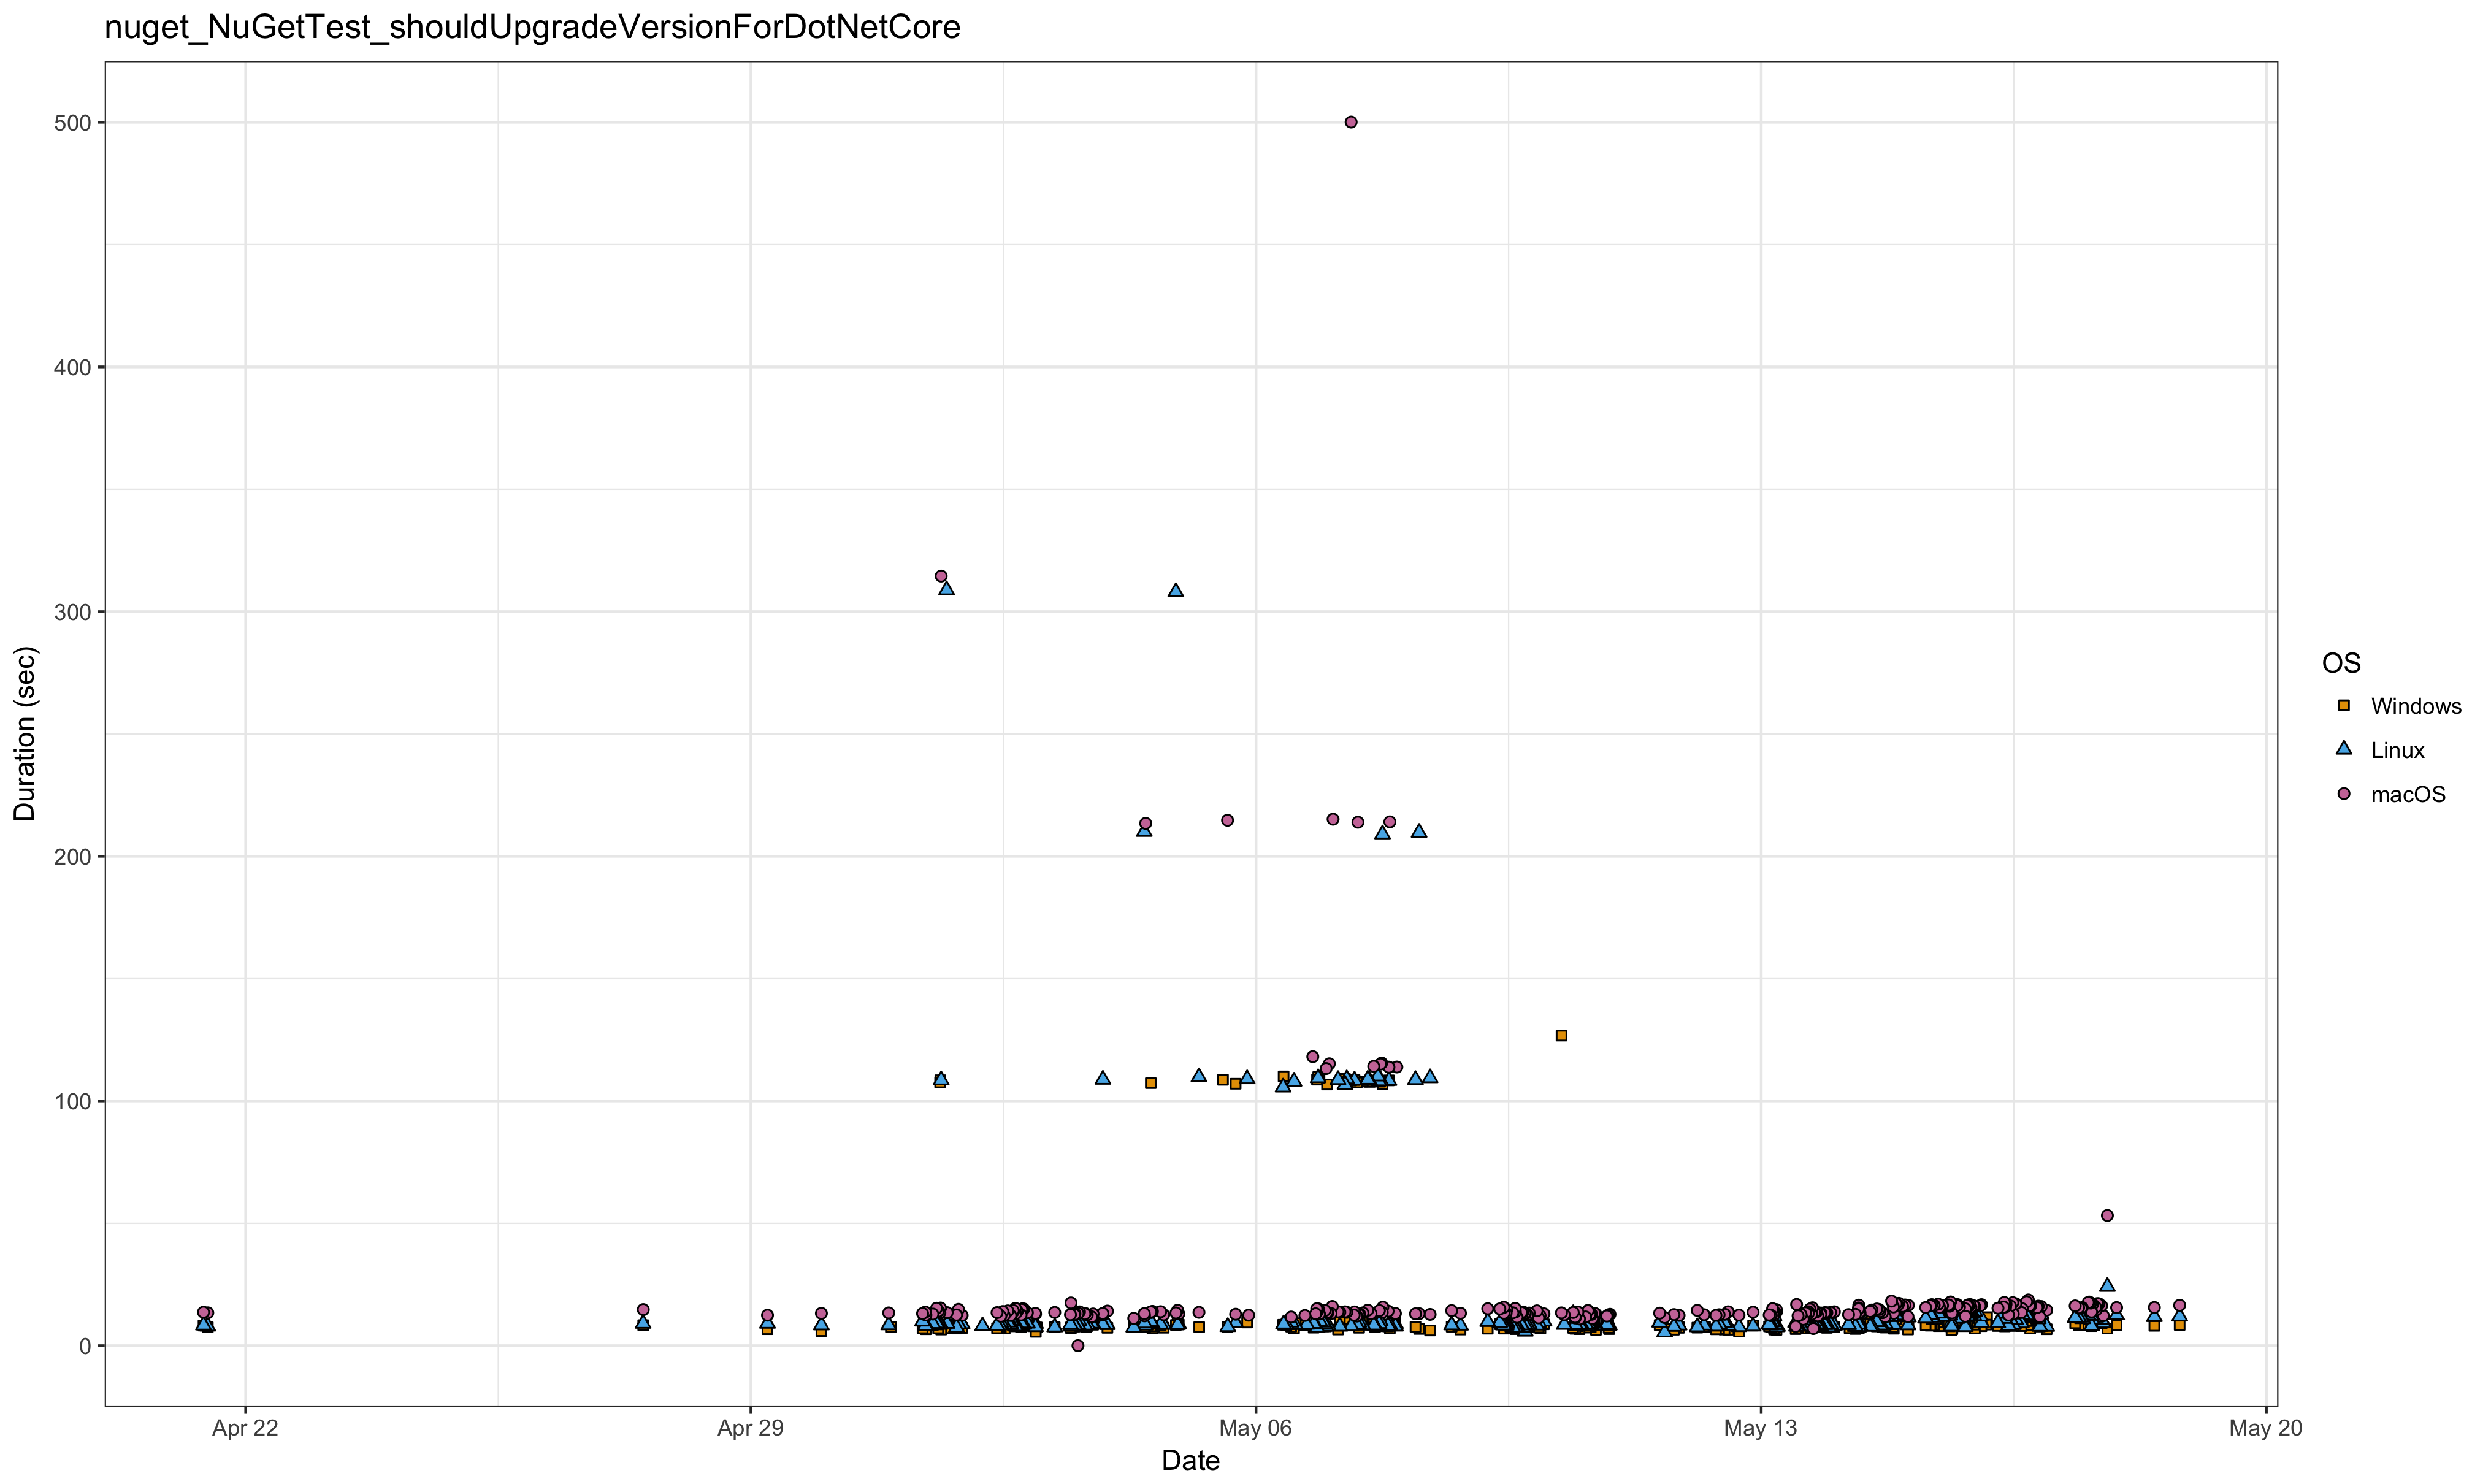 nuget_NuGetTest_shouldUpgradeVersionForDotNetCore
500
400
300
200
100
0
Duration (sec)
Apr 22
Apr 29
May 06
May 13
May 20
Date
OS
Windows
Linux
macOS